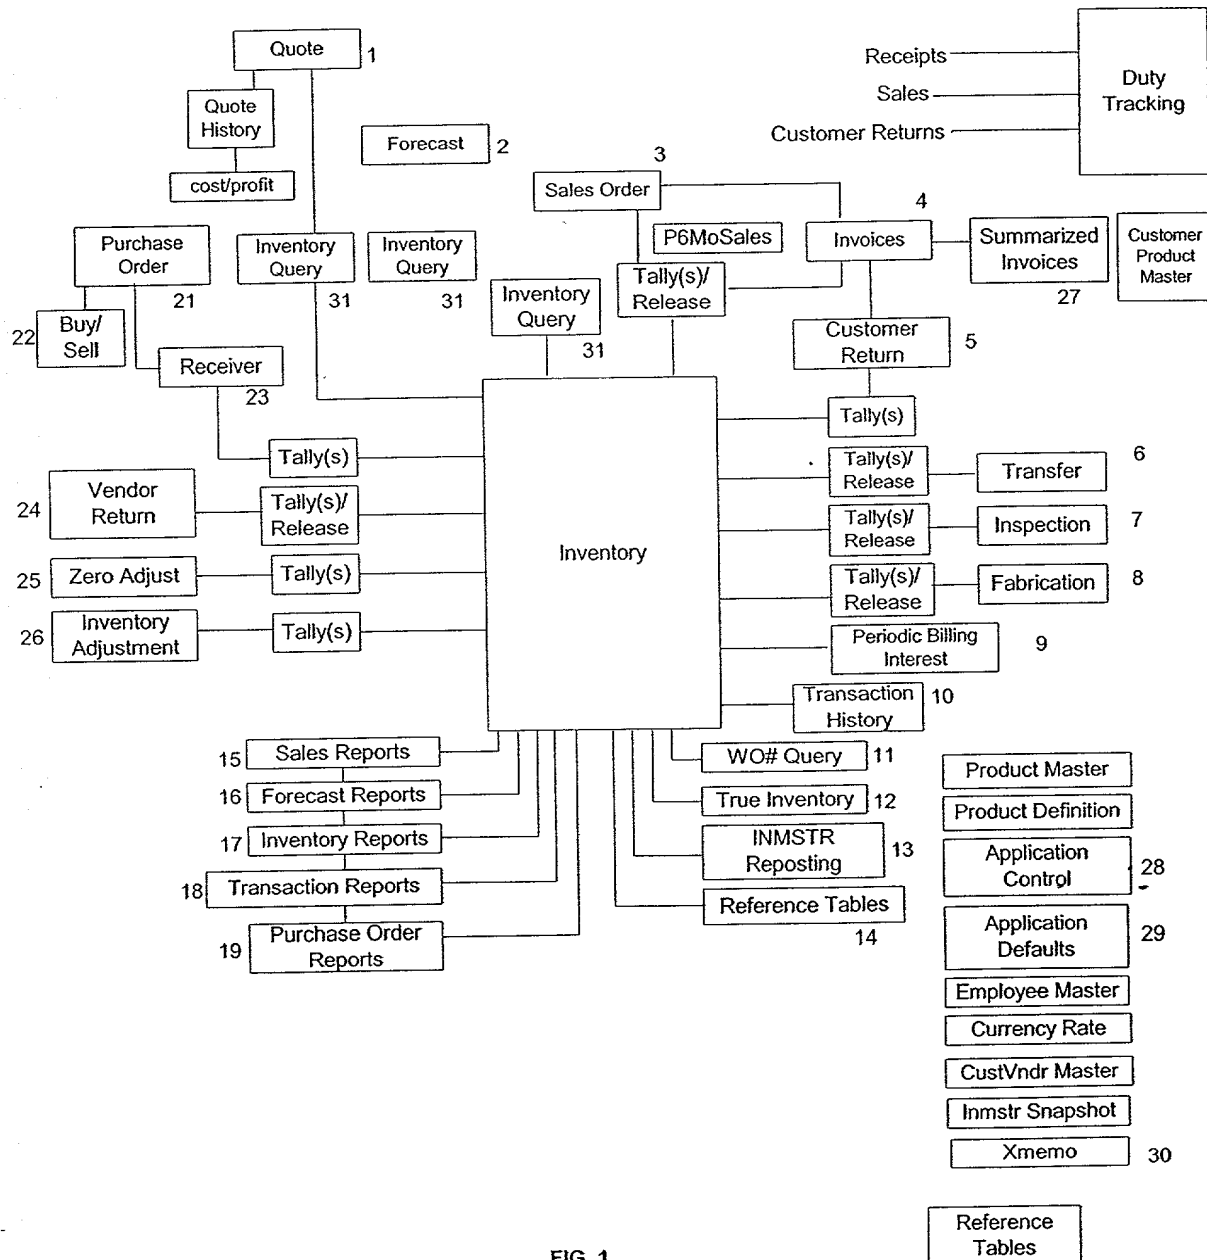 Quote
1
Receipts
Sales
Customer Returns
Duty
Tracking
Quote
History
Forecast
2
cost/profit
3
Sales Order
4
P6MoSales
Invoices
Summarized
Invoices
27
Customer
Product
Master
Purchase
Order
21
Inventory
Query
31
Inventory
Query
31
Inventory
Query
31
Tally(s)/
Release
22
Buy/
Sell
Receiver
23
Customer
Return
5
Tally(s)
Tally(s)
Tally(s)/
Release
Transfer
6
24
Vendor
Return
Tally(s)/
Release
Tally(s)/
Release
Inspection
7
Inventory
25
Zero Adjust
Tally(s)
Tally(s)/
Release
Fabrication
8
26
Inventory
Adjustment
Tally(s)
Periodic Billing
Interest
9
Transaction
History
10
15
Sales Reports
WO# Query
11
16
Forecast Reports
True Inventory
12
17
Inventory Reports
INMSTR
Reposting
13
18
Transaction Reports
Reference Tables
14
19
Purchase Order
Reports
Product Master
Product Definition
Application
Control
28
Application
Defaults
29
Employee Master
Currency Rate
CustVndr Master
Inmstr Snapshot
Xmemo
30
Reference
Tables
FIG. 1